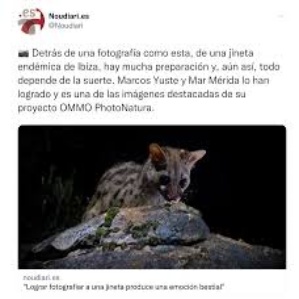 .es
Noudiari.es
@Noudiari
Detrás de una fotografía como esta, de una jineta
endémica de Ibiza, hay mucha preparación y, aún así, todo
depende de la suerte. Marcos Yuste y Mar Mérida lo han
logrado y es una de las imágenes destacadas de su
proyecto OMMO PhotoNatura.
noudiari.es
"Lograr fotografiar a una jineta produce una emoción bestial"